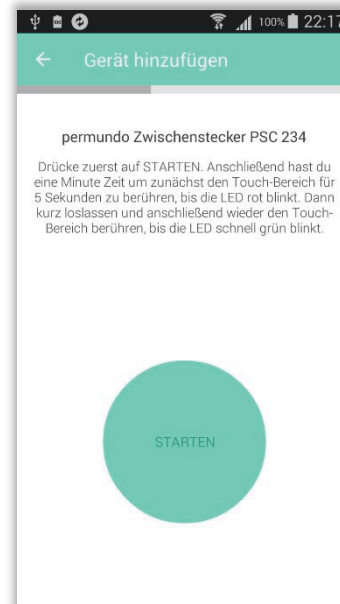 100% 22:17
Gerät hinzufügen
permundo Zwischenstecker PSC 234
Drücke zuerst auf STARTEN. Anschließend hast du
eine Minute Zeit um zunächst den Touch-Bereich für
5 Sekunden zu berühren, bis die LED rot blinkt. Dann
kurz loslassen und anschließend wieder den Touch-
Bereich berühren, bis die LED schnell grün blinkt.
STARTEN